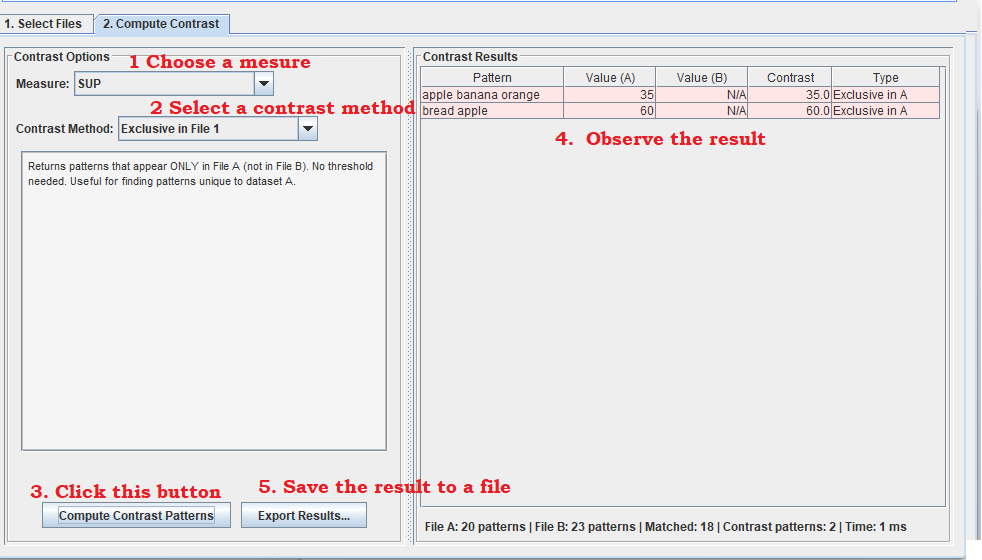 1. Select Files
2. Compute Contrast
Contrast Options
1 Choose a mesure
Measure: SUP
2 Select a contrast method
Contrast Method: Exclusive in File 1
Returns patterns that appear ONLY in File A (not in File B). No threshold
needed. Useful for finding patterns unique to dataset A.
3. Click this button
Compute Contrast Patterns
5. Save the result to a file
Export Results...
Contrast Results
Pattern Value (A) Value (B) Contrast Type
apple banana orange 35 N/A 35.0 Exclusive in A
bread apple 60 N/A 60.0 Exclusive in A
4. Observe the result
File A: 20 patterns | File B: 23 patterns | Matched: 18 | Contrast patterns: 2 | Time: 1 ms